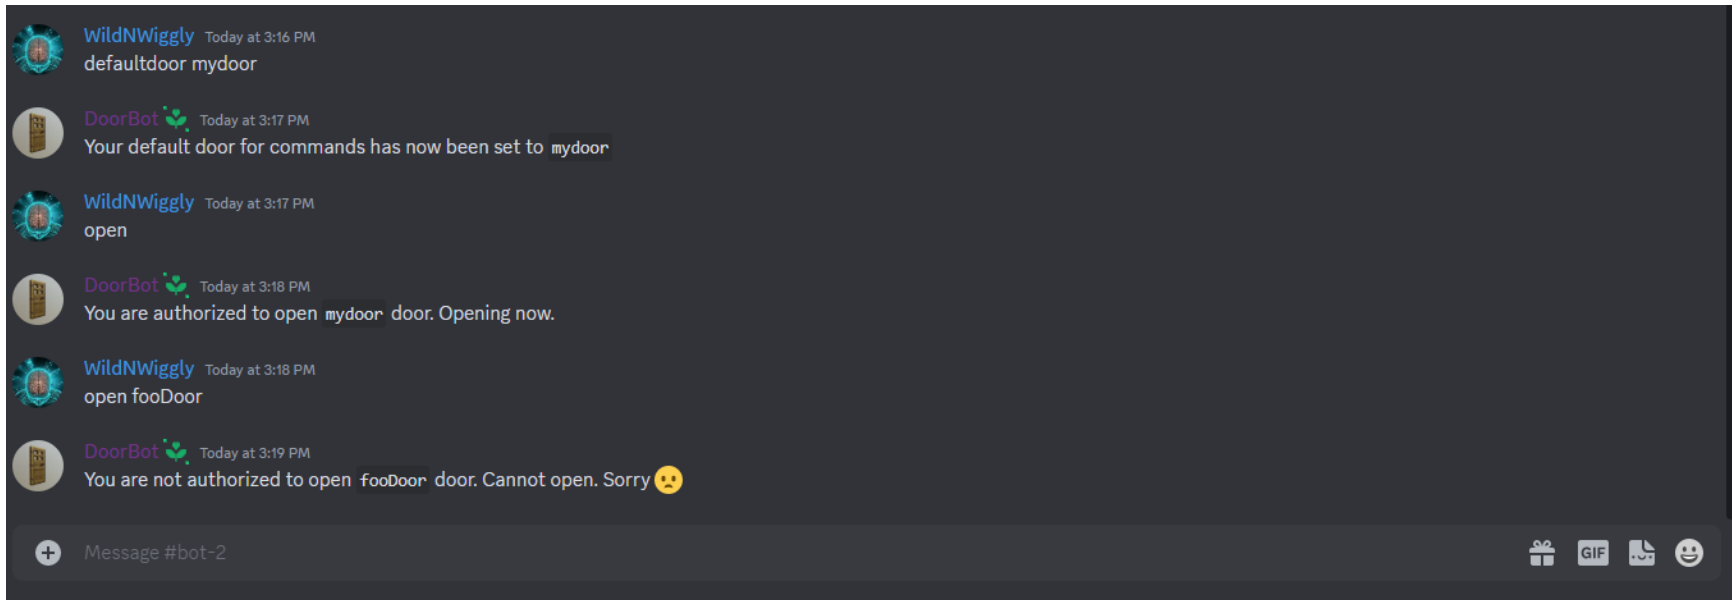 WildNWiggly Today at 3:16 PM
defaultdoor mydoor
DoorBot Today at 3:17 PM
Your default door for commands has now been set to mydoor
WildNWiggly Today at 3:17 PM
open
DoorBot Today at 3:18 PM
You are authorized to open mydoor door. Opening now.
WildNWiggly Today at 3:18 PM
open fooDoor
DoorBot Today at 3:19 PM
You are not authorized to open fooDoor door. Cannot open. Sorry
Message #bot-2 GIF